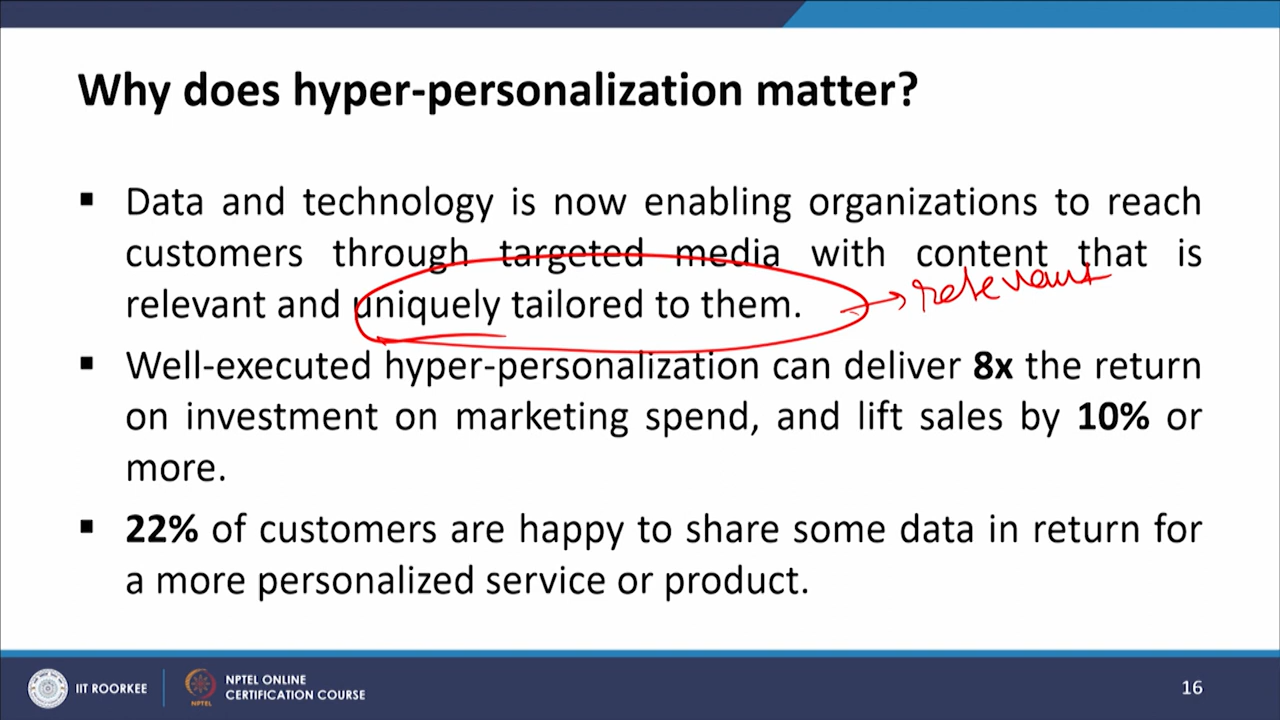 Why does hyper-personalization matter?
▪ Data and technology is now enabling organizations to reach
customers through targeted media with content that is
relevant and uniquely tailored to them.
relevant
▪ Well-executed hyper-personalization can deliver 8x the return
on investment on marketing spend, and lift sales by 10% or
more.
▪ 22% of customers are happy to share some data in return for
a more personalized service or product.
IIT ROORKEE
NPTEL
NPTEL ONLINE
CERTIFICATION COURSE
16